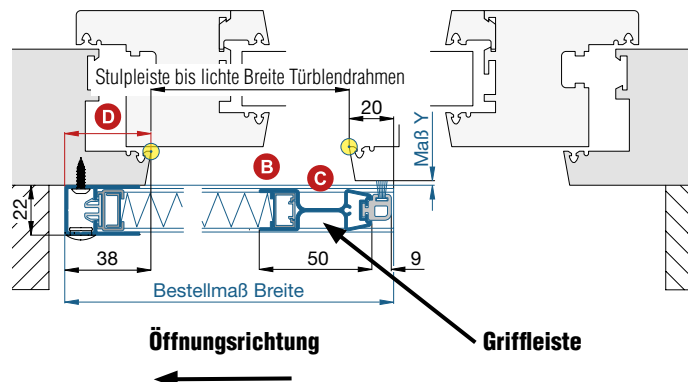 Stulpleiste bis lichte Breite Türblendrahmen
D
20
Maß Y
B
C
22
38
50
9
Bestellmaß Breite
Öffnungsrichtung
Griffleiste